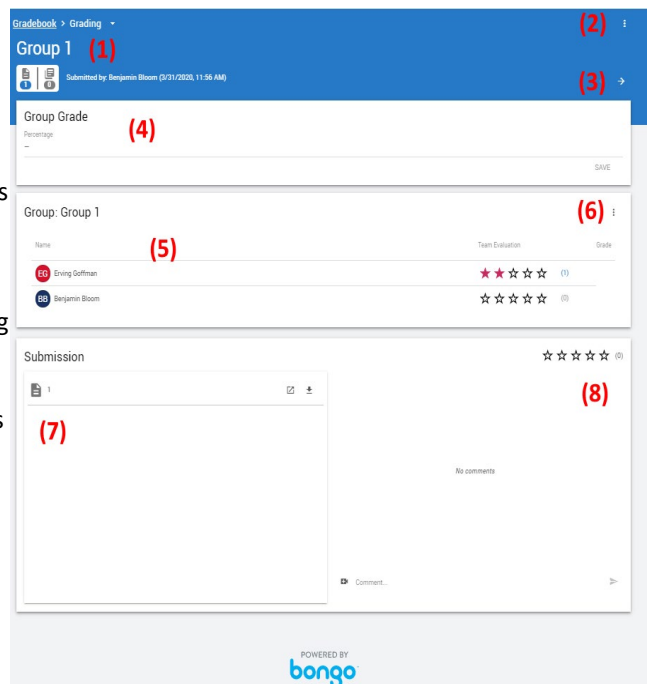 Gradebook > Grading
(2)
Group 1 (1)
1 0 Submitted by: Benjamin Bloom (3/31/2020, 11:56 AM)
(3)
Group Grade
(4)
Percentage
–
SAVE
s
Group: Group 1
(6)
Name
(5)
Team Evaluation
Grade
EG Erving Goffman (1)
BB Benjamin Bloom (0)
g
Submission (0)
1
(8)
s
(7)
No comments
Comment...
POWERED BY
bongo